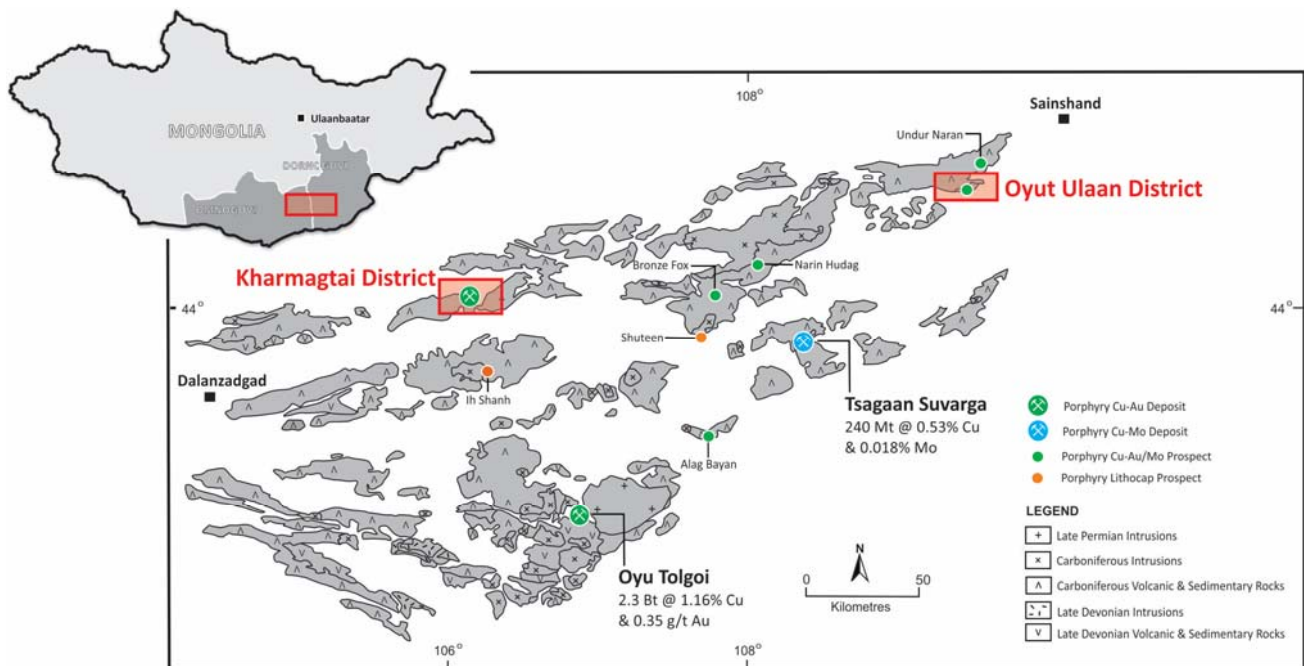 MONGOLIA
Ulaanbaatar
DORNOGOVI
108°
Sainshand
Undur Naran
Oyut Ulaan District
Kharmagtai District
Bronze Fox
Narin Hudag
44°
44°
Shuteen
Dalanzadgad
Ih Shanh
Tsagaan Suvarga
240 Mt @ 0.53% Cu
& 0.018% Mo
Alag Bayan
Porphyry Cu-Au Deposit
Porphyry Cu-Mo Deposit
Porphyry Cu-Au/Mo Prospect
Porphyry Lithocap Prospect
LEGEND
+ Late Permian Intrusions
× Carboniferous Intrusions
^ Carboniferous Volcanic & Sedimentary Rocks
Late Devonian Intrusions
v Late Devonian Volcanic & Sedimentary Rocks
Oyu Tolgoi
2.3 Bt @ 1.16% Cu
& 0.35 g/t Au
N
0 50
Kilometres
106°
108°